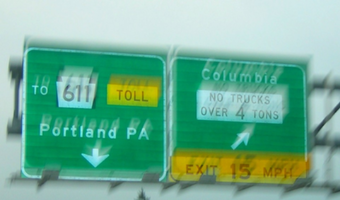 TO 611 TOLL
Portland PA
Columbia
NO TRUCKS
OVER 4 TONS
EXIT 15 MPH